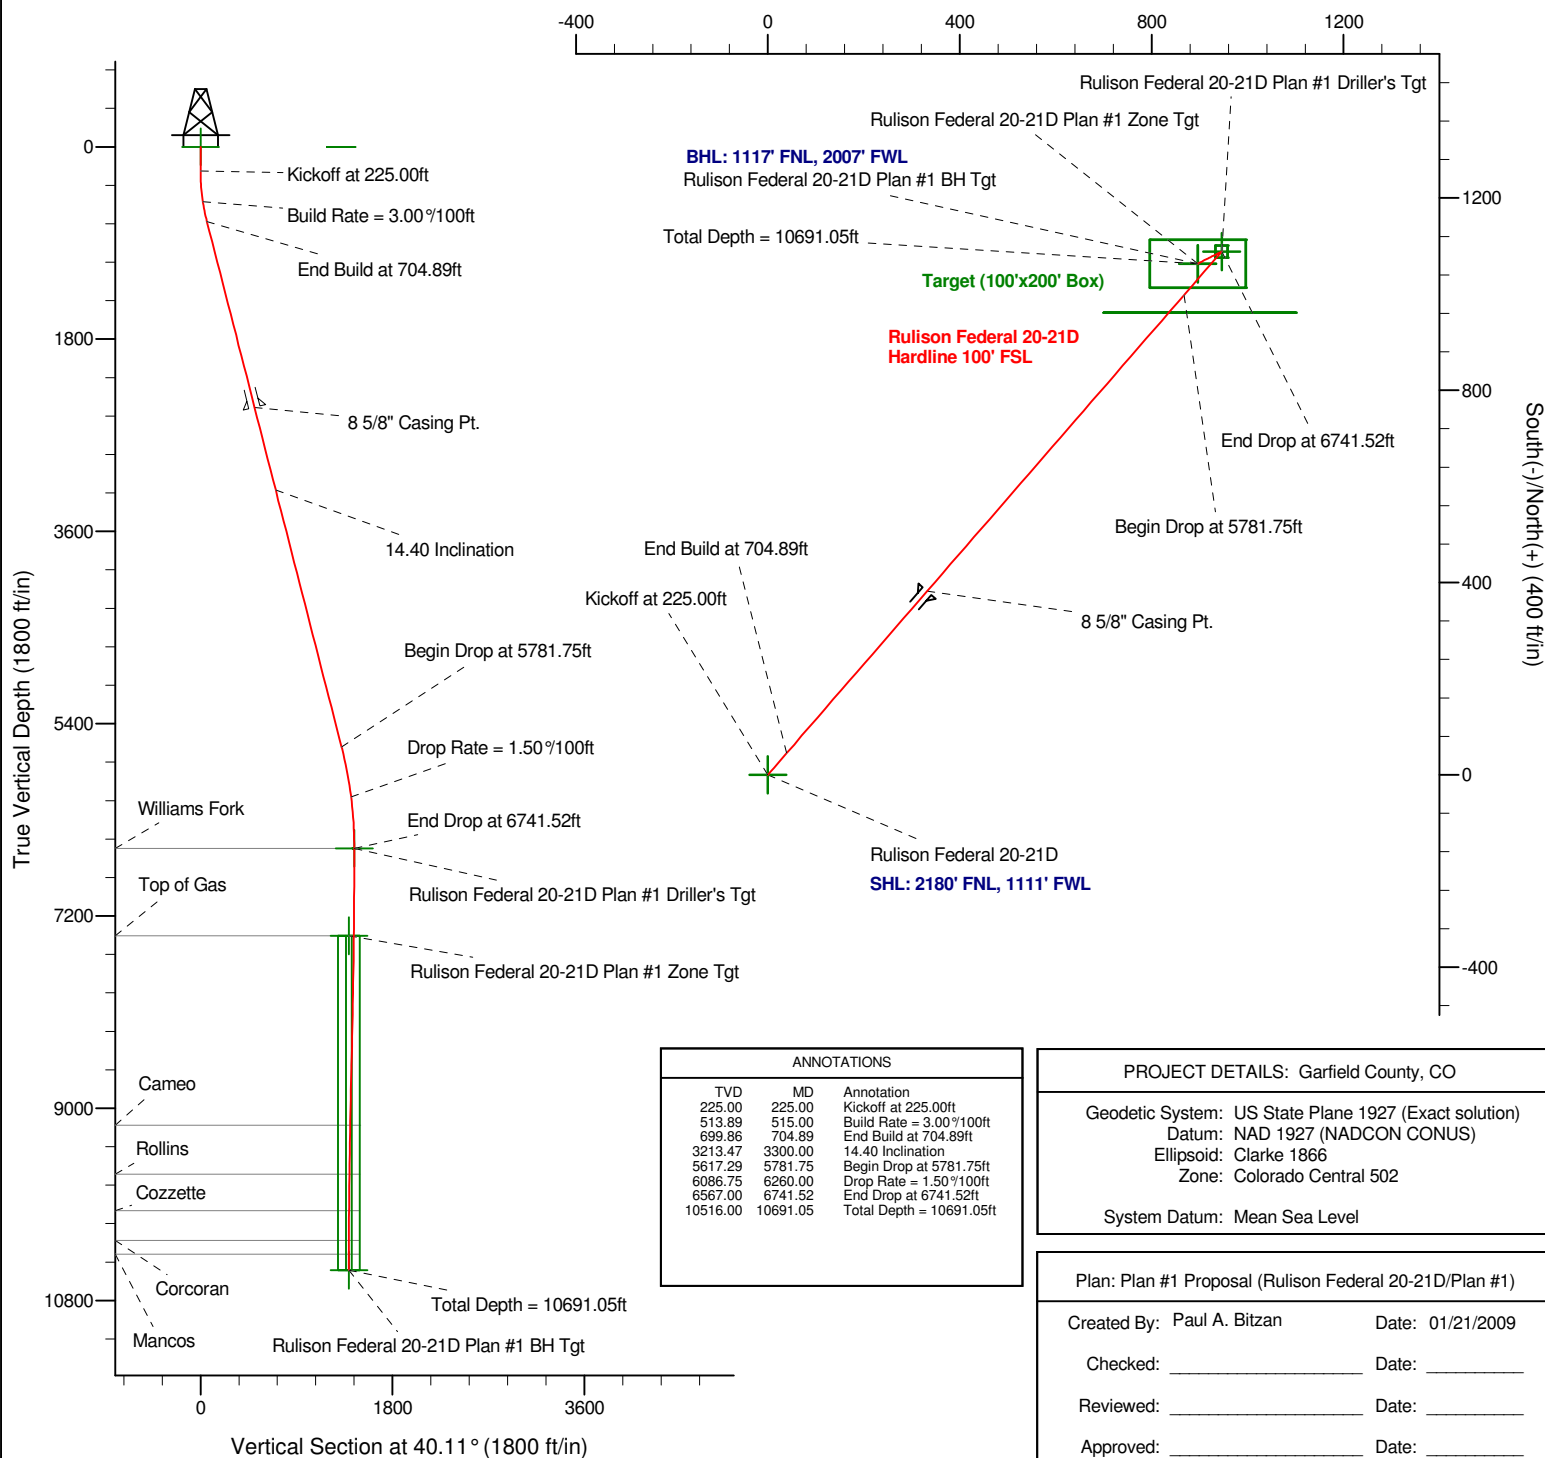 -400 0 400 800 1200
Rulison Federal 20-21D Plan #1 Driller's Tgt
Rulison Federal 20-21D Plan #1 Zone Tgt
BHL: 1117' FNL, 2007' FWL
Rulison Federal 20-21D Plan #1 BH Tgt
Total Depth = 10691.05ft
Target (100'x200' Box)
Rulison Federal 20-21D
Hardline 100' FSL
End Drop at 6741.52ft
Begin Drop at 5781.75ft
End Build at 704.89ft
Kickoff at 225.00ft
8 5/8" Casing Pt.
Rulison Federal 20-21D
SHL: 2180' FNL, 1111' FWL
1200
800
400
0
-400
South(-)/North(+) (400 ft/in)
0
1800
3600
5400
7200
9000
10800
True Vertical Depth (1800 ft/in)
Kickoff at 225.00ft
Build Rate = 3.00°/100ft
End Build at 704.89ft
8 5/8" Casing Pt.
14.40 Inclination
Begin Drop at 5781.75ft
Drop Rate = 1.50°/100ft
Williams Fork
End Drop at 6741.52ft
Top of Gas
Rulison Federal 20-21D Plan #1 Driller's Tgt
Rulison Federal 20-21D Plan #1 Zone Tgt
Cameo
Rollins
Cozzette
Corcoran
Mancos
Total Depth = 10691.05ft
Rulison Federal 20-21D Plan #1 BH Tgt
0 1800 3600
Vertical Section at 40.11° (1800 ft/in)
ANNOTATIONS
TVD MD Annotation
225.00 225.00 Kickoff at 225.00ft
513.89 515.00 Build Rate = 3.00°/100ft
699.86 704.89 End Build at 704.89ft
3213.47 3300.00 14.40 Inclination
5617.29 5781.75 Begin Drop at 5781.75ft
6086.75 6260.00 Drop Rate = 1.50°/100ft
6567.00 6741.52 End Drop at 6741.52ft
10516.00 10691.05 Total Depth = 10691.05ft
PROJECT DETAILS: Garfield County, CO
Geodetic System: US State Plane 1927 (Exact solution)
Datum: NAD 1927 (NADCON CONUS)
Ellipsoid: Clarke 1866
Zone: Colorado Central 502
System Datum: Mean Sea Level
Plan: Plan #1 Proposal (Rulison Federal 20-21D/Plan #1)
Created By: Paul A. Bitzan Date: 01/21/2009
Checked: ____________________ Date: __________
Reviewed: ____________________ Date: __________
Approved: ____________________ Date: __________